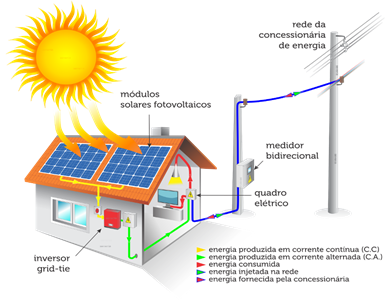 rede da
concessionária
de energia
módulos
solares fotovoltaicos
medidor
bidirecional
quadro
elétrico
inversor
grid-tie
energia produzida em corrente contínua (C.C)
energia produzida em corrente alternada (C.A.)
energia consumida
energia injetada na rede
energia fornecida pela concessionária